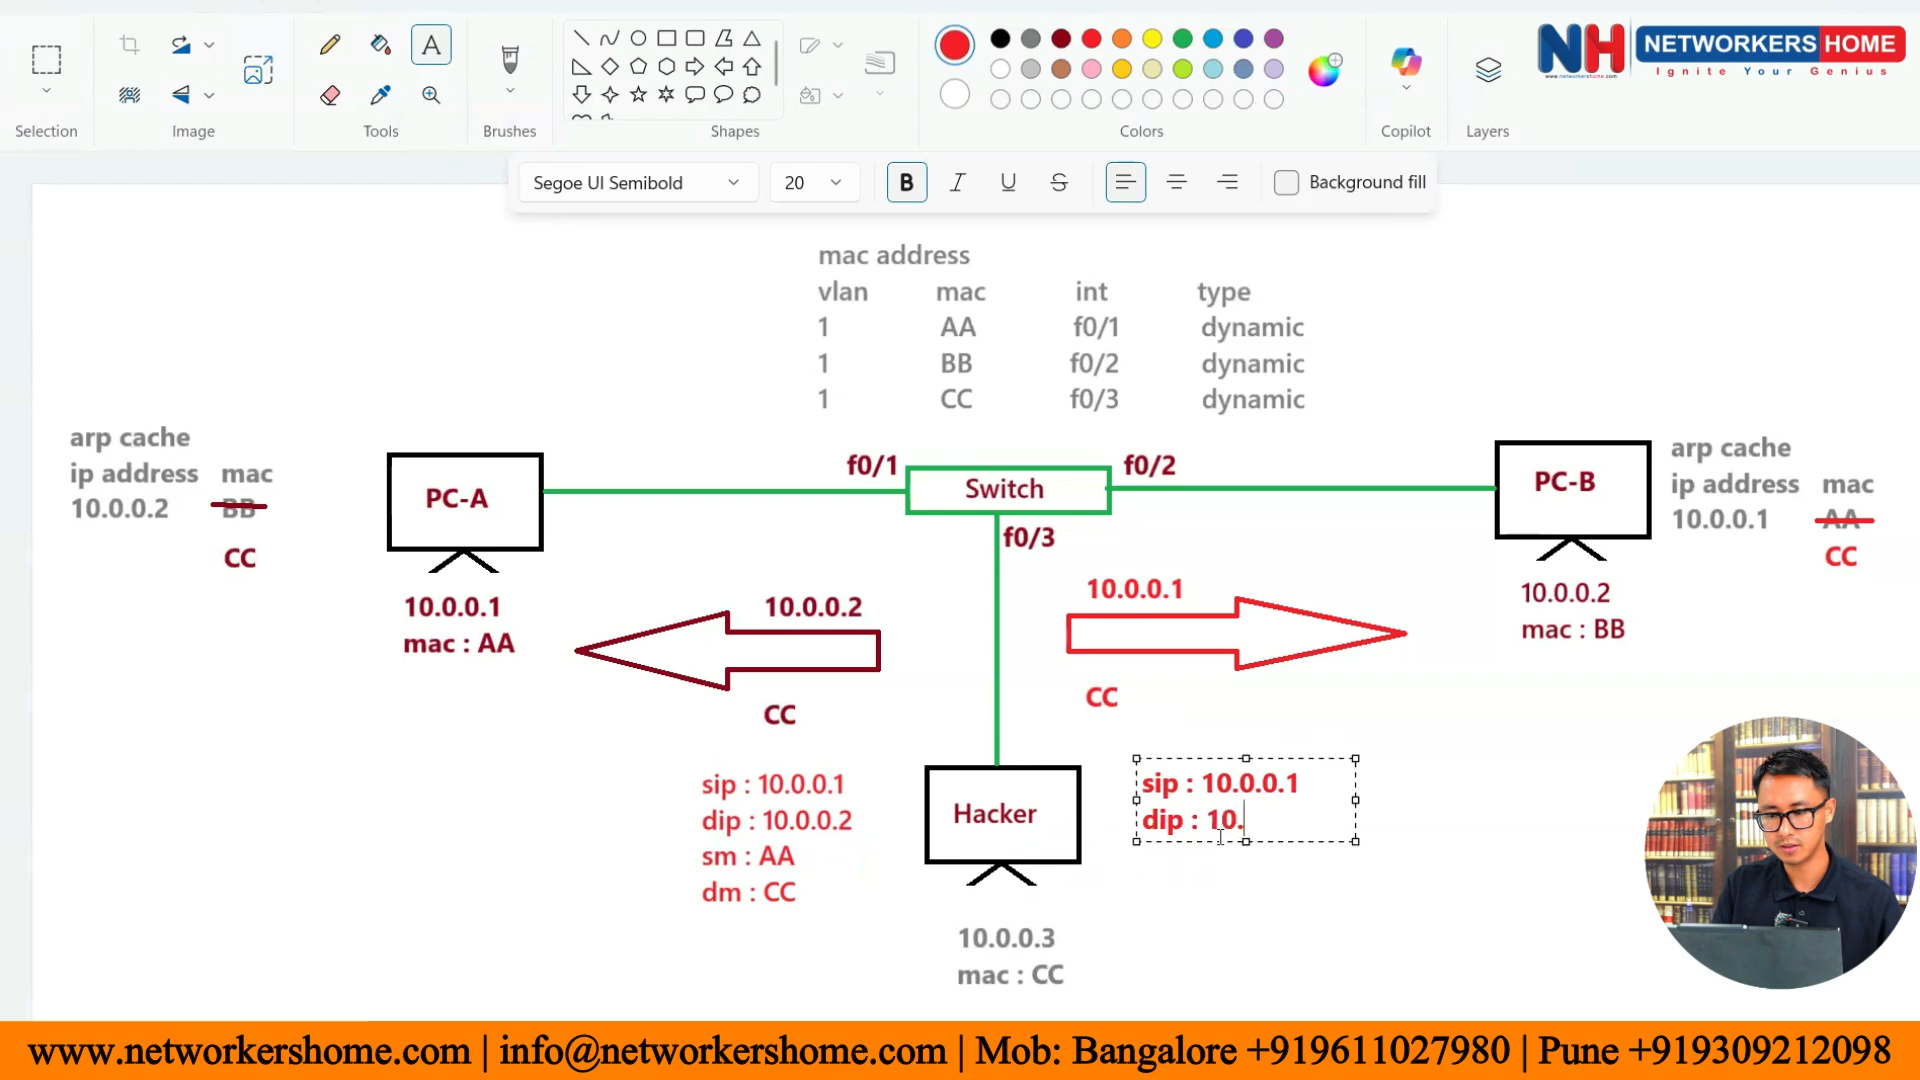 Selection
Image
Tools
Brushes
Shapes
Colors
Copilot
Layers
A
NH
www.networkershome.com
NETWORKERS HOME
Ignite Your Genius
Segoe UI Semibold
20
B I U S
Background fill
mac address
vlan mac int type
1 AA f0/1 dynamic
1 BB f0/2 dynamic
1 CC f0/3 dynamic
arp cache
ip address mac
10.0.0.2 BB
CC
PC-A
10.0.0.1
mac : AA
f0/1
Switch
f0/2
f0/3
PC-B
10.0.0.2
mac : BB
arp cache
ip address mac
10.0.0.1 AA
CC
10.0.0.2
CC
10.0.0.1
CC
sip : 10.0.0.1
dip : 10.0.0.2
sm : AA
dm : CC
Hacker
10.0.0.3
mac : CC
sip : 10.0.0.1
dip : 10.
www.networkershome.com | info@networkershome.com | Mob: Bangalore +919611027980 | Pune +919309212098